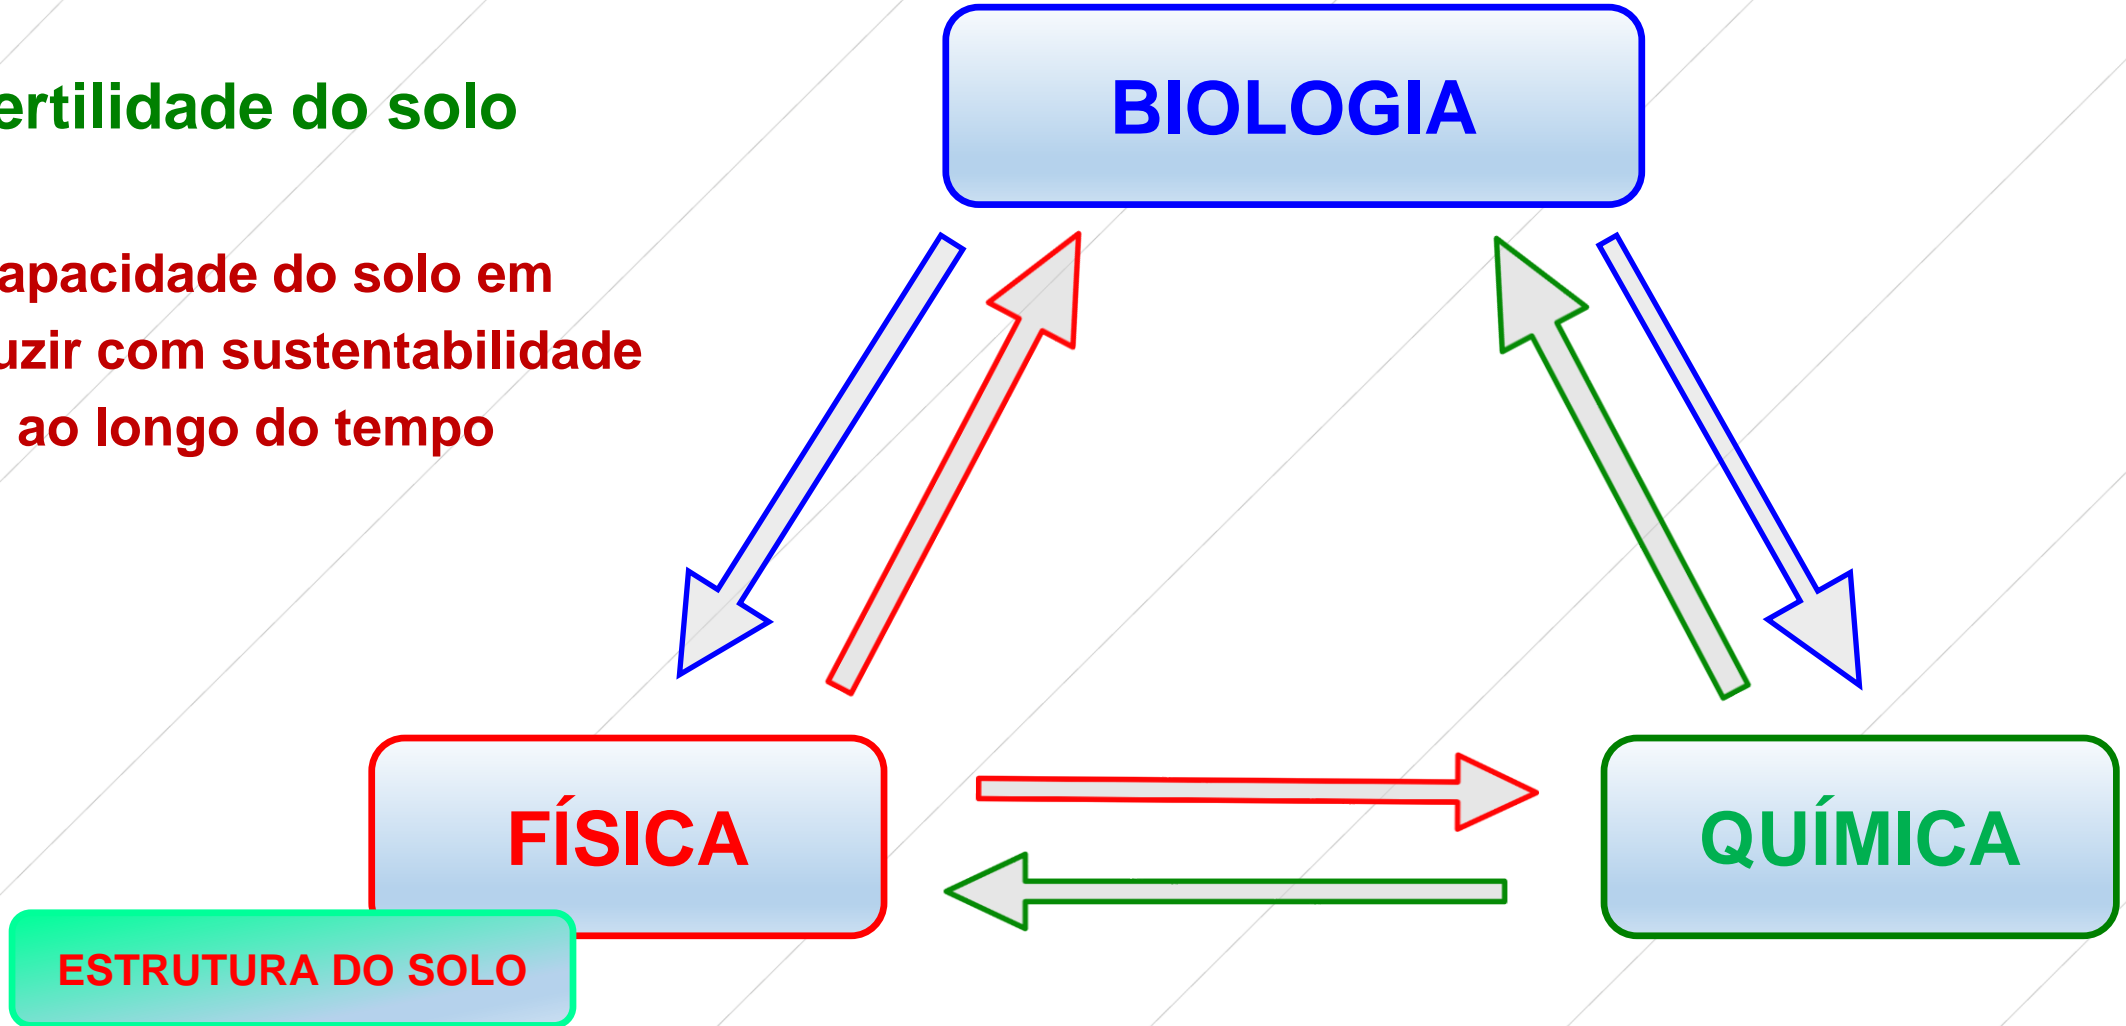 BIOLOGIA
ertilidade do solo
apacidade do solo em
uzir com sustentabilidade
ao longo do tempo
FÍSICA
QUÍMICA
ESTRUTURA DO SOLO